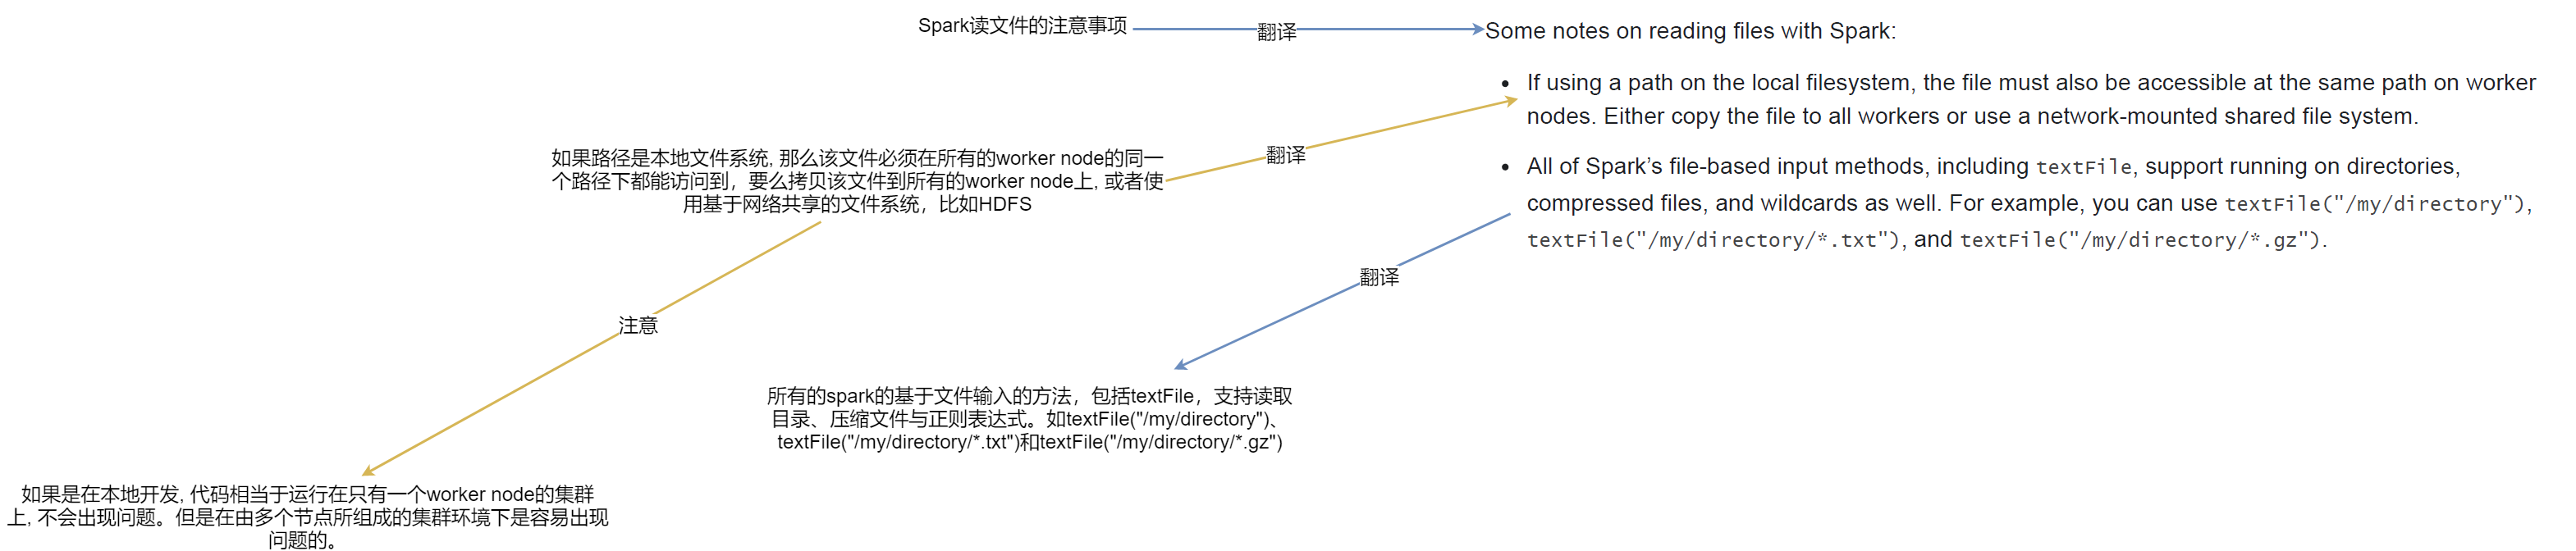 Spark读文件的注意事项
翻译
Some notes on reading files with Spark:
• If using a path on the local filesystem, the file must also be accessible at the same path on worker
nodes. Either copy the file to all workers or use a network-mounted shared file system.
翻译
如果路径是本地文件系统, 那么该文件必须在所有的worker node的同一
个路径下都能访问到，要么拷贝该文件到所有的worker node上, 或者使
用基于网络共享的文件系统，比如HDFS
• All of Spark’s file-based input methods, including textFile, support running on directories,
compressed files, and wildcards as well. For example, you can use textFile("/my/directory"),
textFile("/my/directory/*.txt"), and textFile("/my/directory/*.gz").
翻译
注意
所有的spark的基于文件输入的方法，包括textFile，支持读取
目录、压缩文件与正则表达式。如textFile("/my/directory")、
textFile("/my/directory/*.txt")和textFile("/my/directory/*.gz")
如果是在本地开发, 代码相当于运行在只有一个worker node的集群
上, 不会出现问题。但是在由多个节点所组成的集群环境下是容易出现
问题的。